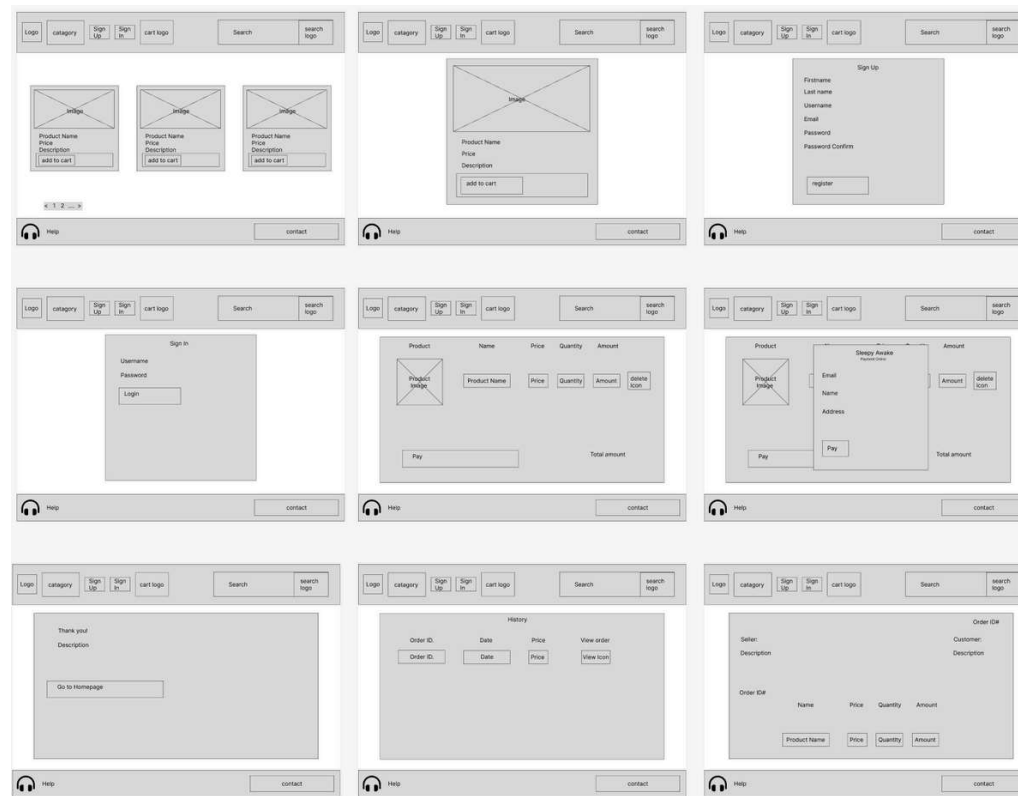 Logo
catagory
Sign
Up
Sign
In
cart logo
Search
search
logo
Image
Product Name
Price
Description
add to cart
Image
Product Name
Price
Description
add to cart
Image
Product Name
Price
Description
add to cart
< 1 2 ... >
Help
contact
Logo
catagory
Sign
Up
Sign
In
cart logo
Search
search
logo
Image
Product Name
Price
Description
add to cart
Help
contact
Logo
catagory
Sign
Up
Sign
In
cart logo
Search
search
logo
Sign Up
Firstname
Last name
Username
Email
Password
Password Confirm
register
Help
contact
Logo
catagory
Sign
Up
Sign
In
cart logo
Search
search
logo
Sign In
Username
Password
Login
Help
contact
Logo
catagory
Sign
Up
Sign
In
cart logo
Search
search
logo
Product Name Price Quantity Amount
Product
Image
Product Name
Price
Quantity
Amount
delete
icon
Pay
Total amount
Help
contact
Logo
catagory
Sign
Up
Sign
In
cart logo
Search
search
logo
Product
Amount
Sleepy Awake
Payment Online
Email
Name
Address
Pay
Product
Image
Amount
delete
icon
Pay
Total amount
Help
contact
Logo
catagory
Sign
Up
Sign
In
cart logo
Search
search
logo
Thank you!
Description
Go to Homepage
Help
contact
Logo
catagory
Sign
Up
Sign
In
cart logo
Search
search
logo
History
Order ID. Date Price View order
Order ID. Date Price View Icon
Help
contact
Logo
catagory
Sign
Up
Sign
In
cart logo
Search
search
logo
Order ID#
Seller:
Customer:
Description
Description
Order ID#
Name Price Quantity Amount
Product Name Price Quantity Amount
Help
contact